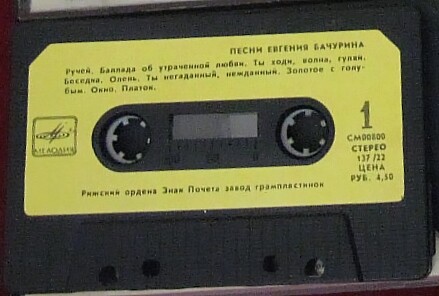 ПЕСНИ ЕВГЕНИЯ БАЧУРИНА
Ручей. Баллада об утраченной любви. Ты ходи, волна, гуляй.
Беседка. Олень. Ты негаданный, нежданный. Золотое с голу-
бым. Окно. Платок.
1
СМ00800
СТЕРЕО
137/22
ЦЕНА
РУБ. 4,50
МЕЛОДИЯ
Рижский ордена Знак Почета завод грампластинок